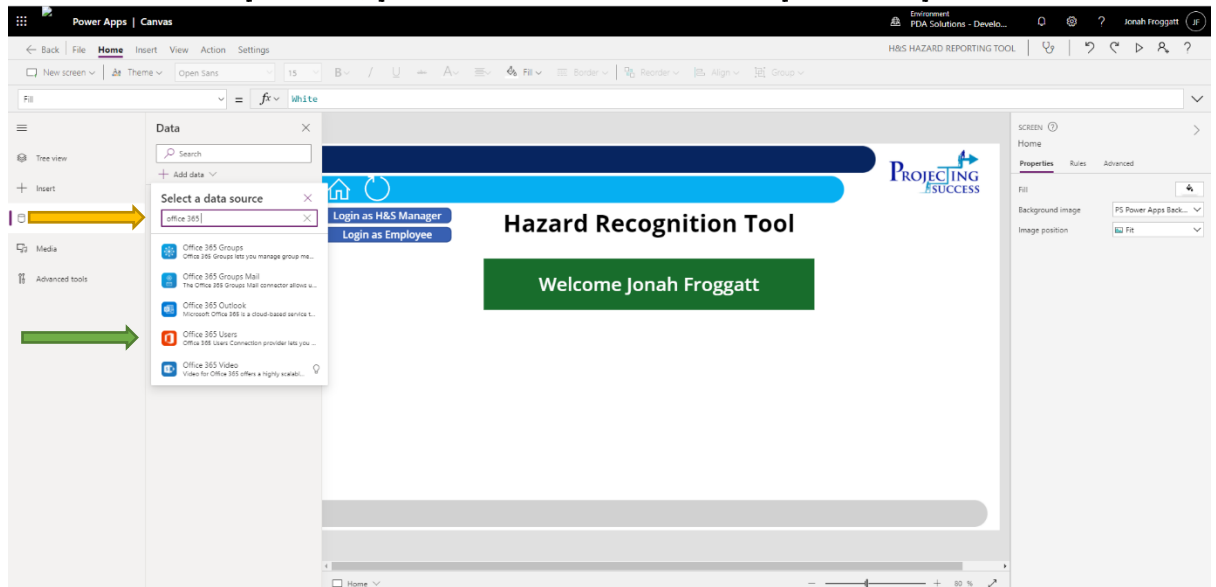 Power Apps | Canvas
Environment
PDA Solutions - Develo...
?
Jonah Froggatt
JF
← Back File Home Insert View Action Settings
H&S HAZARD REPORTING TOOL
?
New screen Theme Open Sans 15 B / U A Fill Border Reorder Align Group
Fill = fx White
Data
Search
+ Add data
Tree view
+ Insert
Media
Advanced tools
Select a data source
office 365
Office 365 Groups
Office 365 Groups lets you manage group me...
Office 365 Groups Mail
The Office 365 Groups Mail connector allows u...
Office 365 Outlook
Microsoft Office 365 is a cloud-based service t...
Office 365 Users
Office 365 Users Connection provider lets you ...
Office 365 Video
Video for Office 365 offers a highly scalabl...
PROJECTING
SUCCESS
Login as H&S Manager
Login as Employee
Hazard Recognition Tool
Welcome Jonah Froggatt
SCREEN ?
Home
Properties Rules Advanced
Fill
Background image PS Power Apps Back...
Image position Fit
Home
− + 80 %